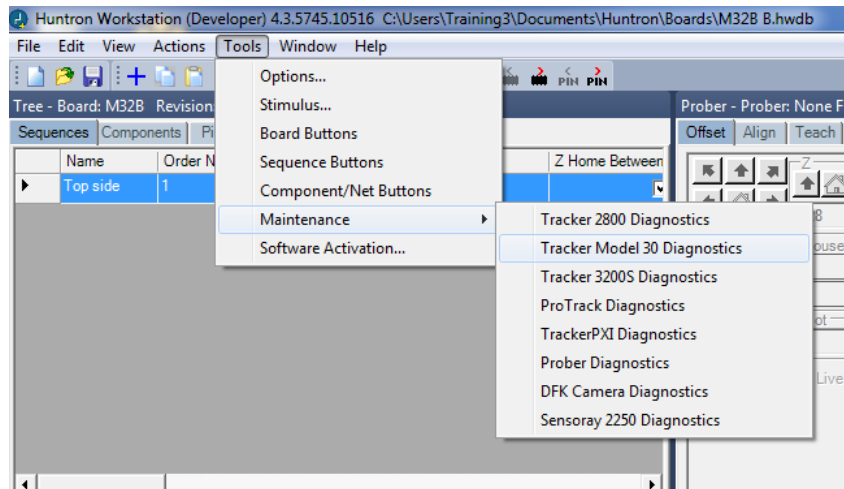 Huntron Workstation (Developer) 4.3.5745.10516 C:\Users\Training3\Documents\Huntron\Boards\M32B B.hwdb
File Edit View Actions Tools Window Help
PIN PIN
Tree - Board: M32B Revision:
Prober - Prober: None F
Sequences Components Pi
Offset Align Teach
Name Order N Z Home Between
Z
Top side 1
Options...
Stimulus...
Board Buttons
Sequence Buttons
Component/Net Buttons
Maintenance
Software Activation...
Tracker 2800 Diagnostics
Tracker Model 30 Diagnostics
Tracker 3200S Diagnostics
ProTrack Diagnostics
TrackerPXI Diagnostics
Prober Diagnostics
DFK Camera Diagnostics
Sensoray 2250 Diagnostics
8
ouse
ot
Live